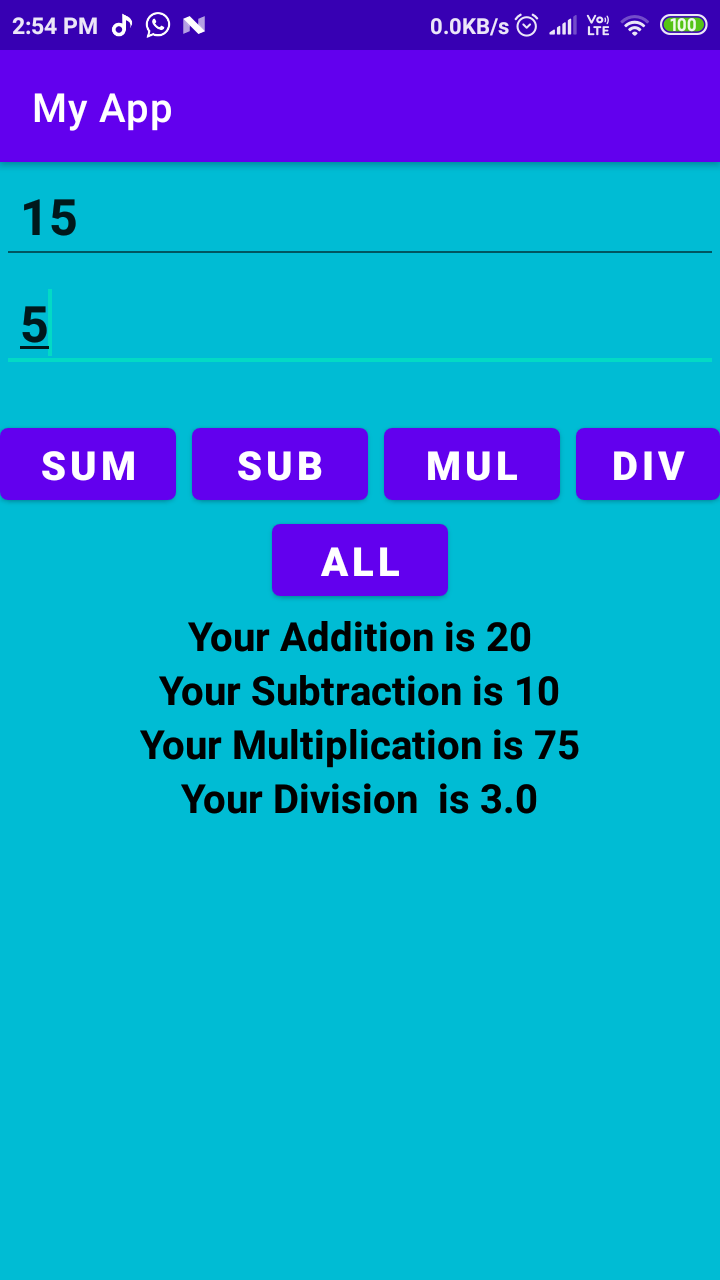 2:54 PM 0.0KB/s Vo) LTE 100
My App
15
5
SUM SUB MUL DIV
ALL
Your Addition is 20
Your Subtraction is 10
Your Multiplication is 75
Your Division  is 3.0